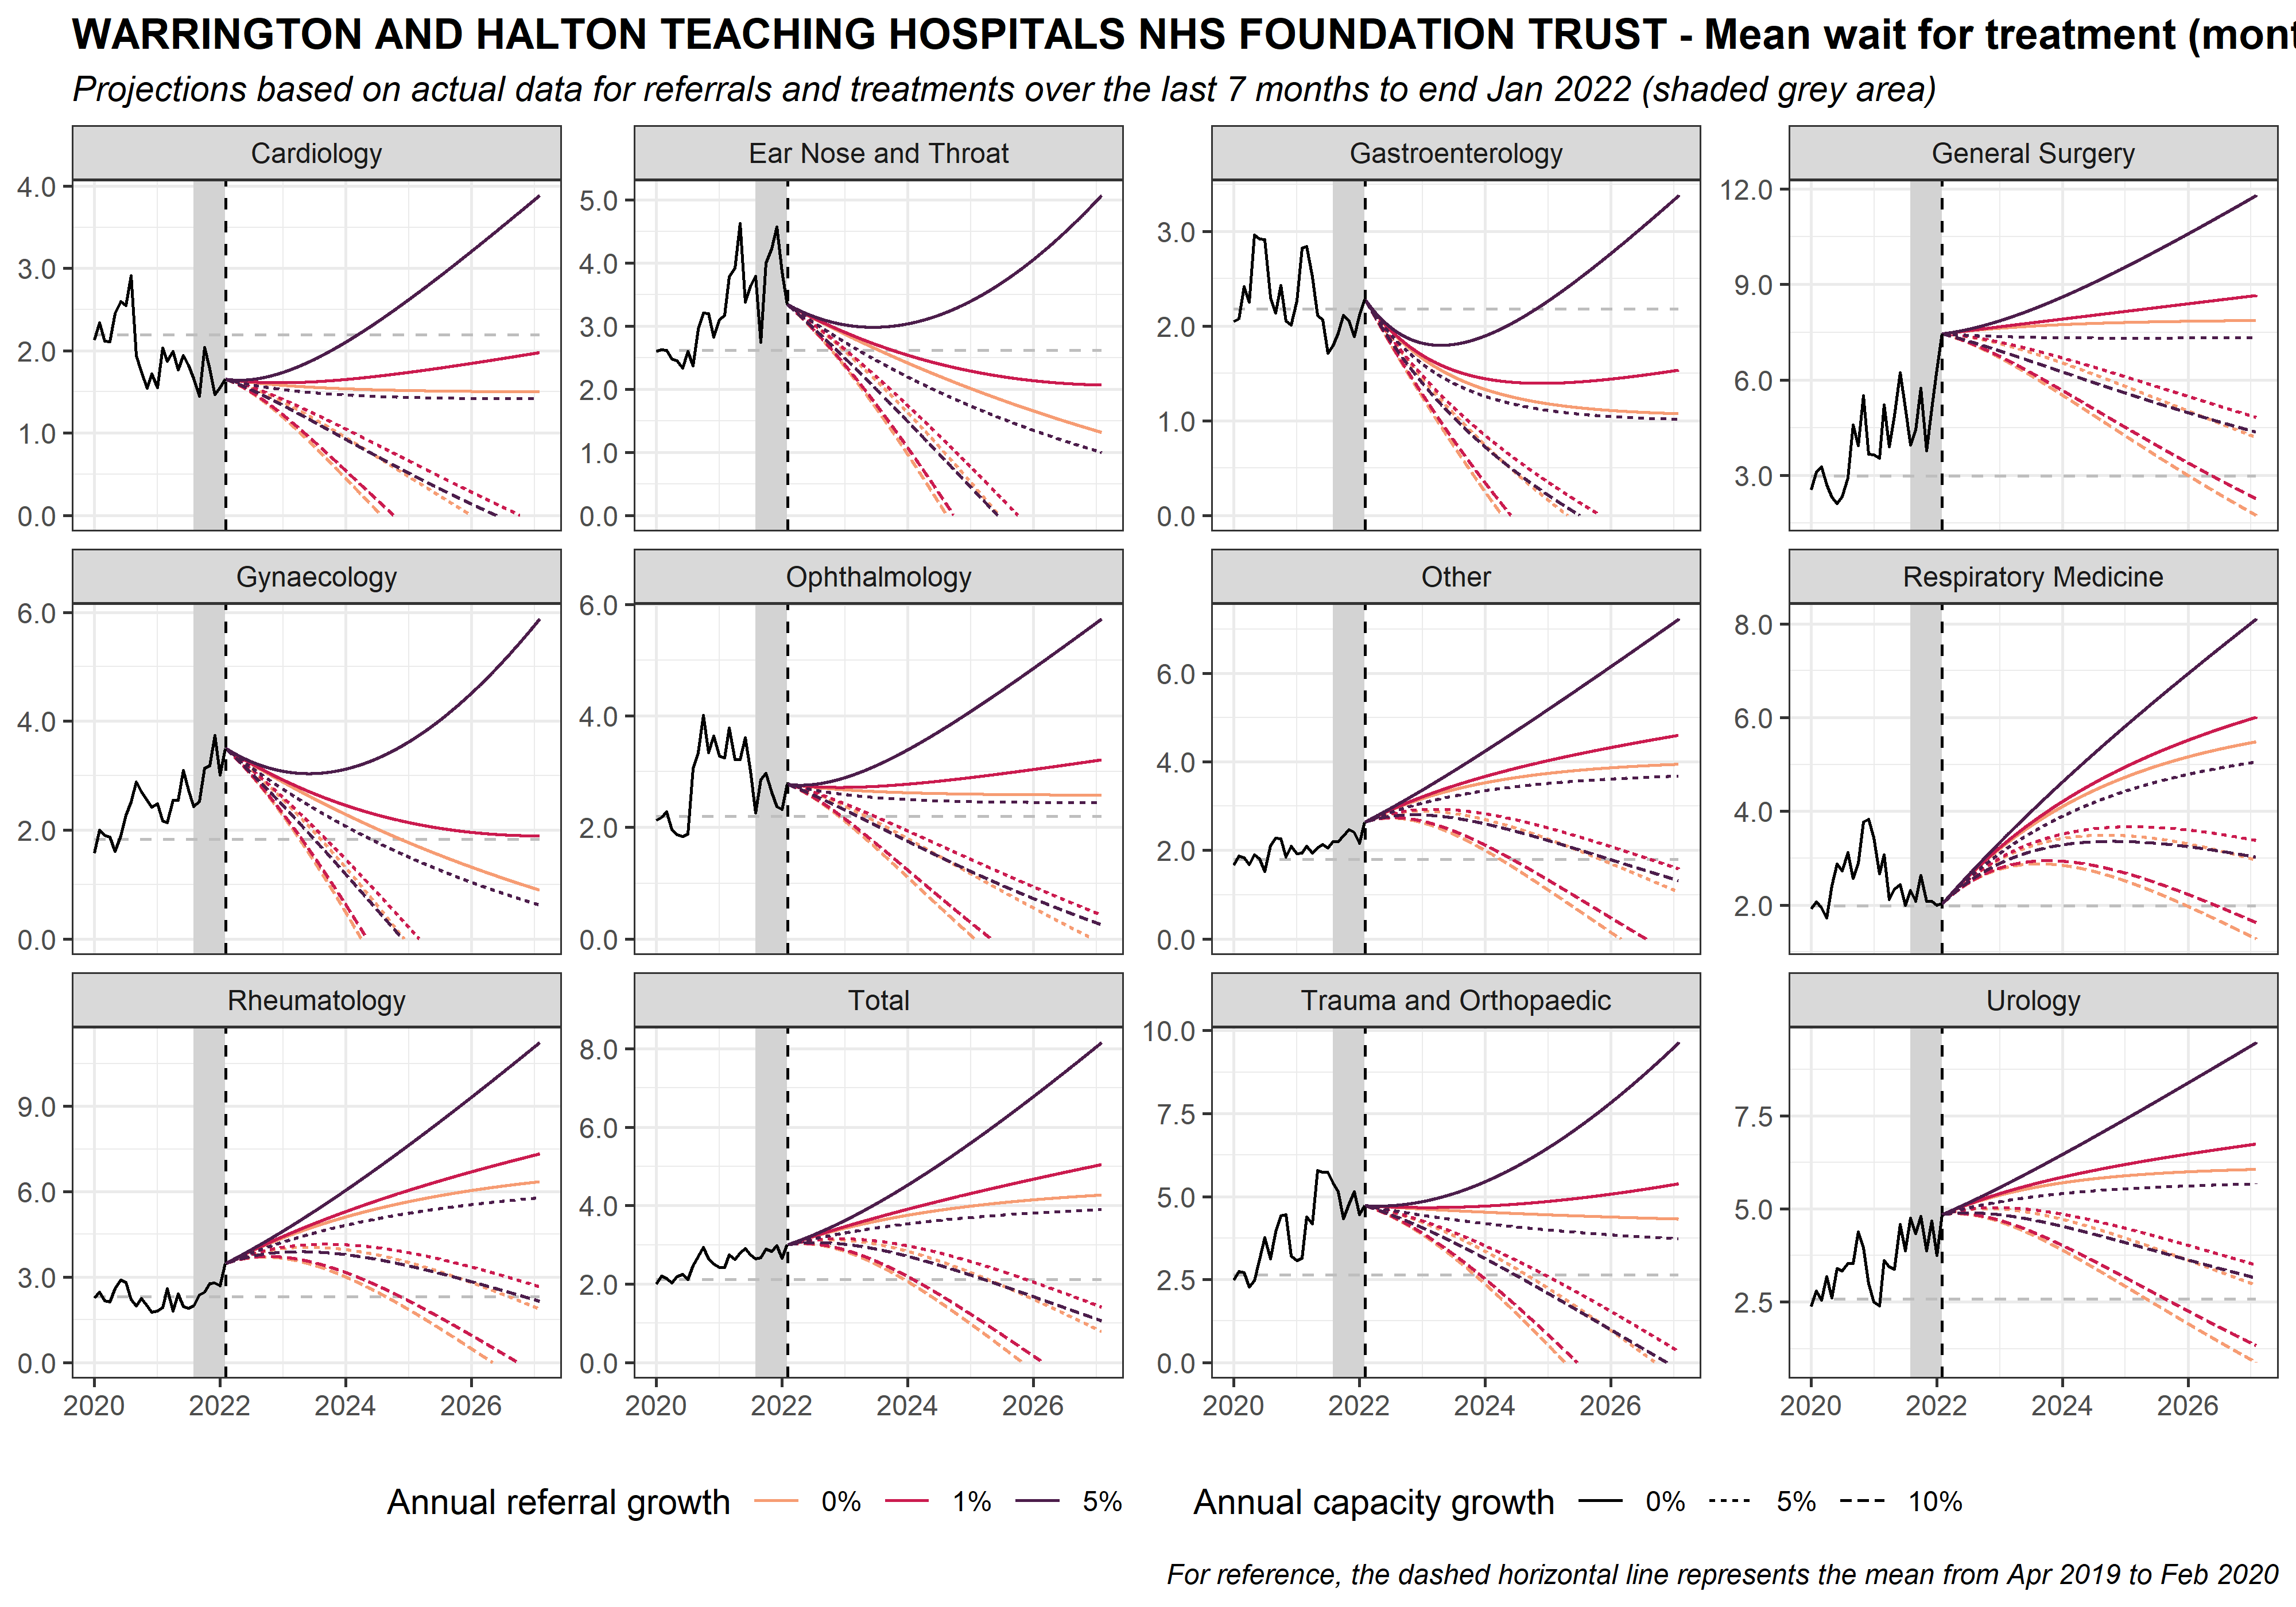 WARRINGTON AND HALTON TEACHING HOSPITALS NHS FOUNDATION TRUST - Mean wait for treatment (mont
Projections based on actual data for referrals and treatments over the last 7 months to end Jan 2022 (shaded grey area)
Cardiology
4.0
3.0
2.0
1.0
0.0
Ear Nose and Throat
5.0
4.0
3.0
2.0
1.0
0.0
Gastroenterology
3.0
2.0
1.0
0.0
General Surgery
12.0
9.0
6.0
3.0
Gynaecology
6.0
4.0
2.0
0.0
Ophthalmology
6.0
4.0
2.0
0.0
Other
6.0
4.0
2.0
0.0
Respiratory Medicine
8.0
6.0
4.0
2.0
Rheumatology
9.0
6.0
3.0
0.0
2020 2022 2024 2026
Total
8.0
6.0
4.0
2.0
0.0
2020 2022 2024 2026
Trauma and Orthopaedic
10.0
7.5
5.0
2.5
0.0
2020 2022 2024 2026
Urology
7.5
5.0
2.5
2020 2022 2024 2026
Annual referral growth 0% 1% 5%
Annual capacity growth 0% 5% 10%
For reference, the dashed horizontal line represents the mean from Apr 2019 to Feb 2020